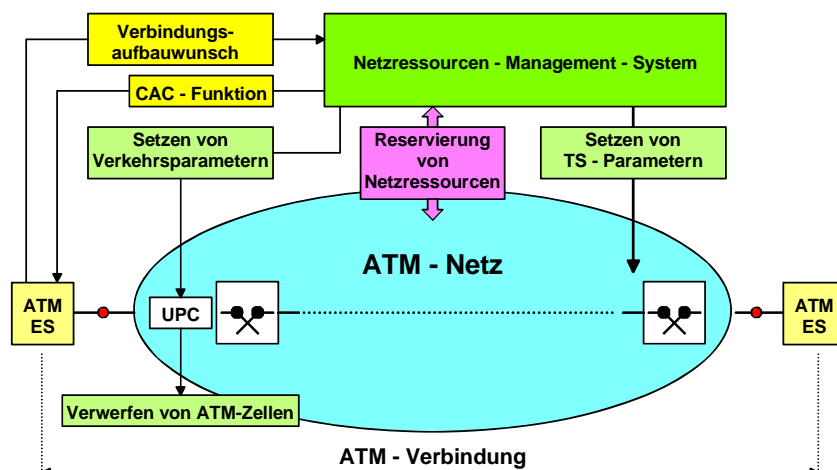 Verbindungs-
aufbauwunsch
Netzressourcen - Management - System
CAC - Funktion
Setzen von
Verkehrsparametern
Reservierung
von
Netzressourcen
Setzen von
TS - Parametern
ATM - Netz
ATM
ES
UPC
ATM
ES
Verwerfen von ATM-Zellen
ATM - Verbindung